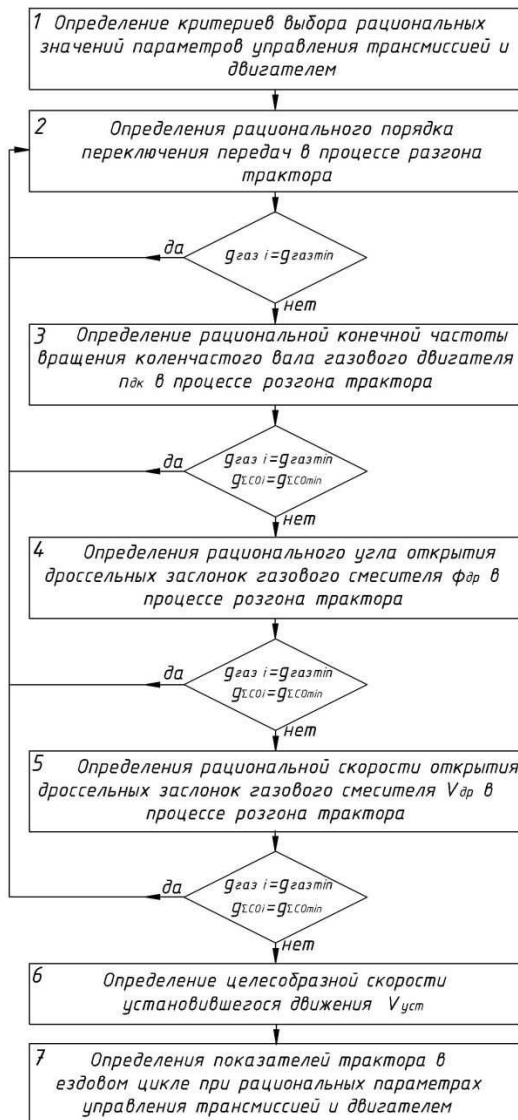 1 Определение критериев выбора рациональных
значений параметров управления трансмиссией и
двигателем
2 Определения рационального порядка
переключения передач в процессе разгона
трактора
да
gгаз i=gгазmin
нет
3 Определение рациональной конечной частоты
вращения коленчастого вала газового двигателя
nдк в процессе розгона трактора
да
gгаз i=gгазmin
gΣCOi=gΣCOmin
нет
4 Определения рационального угла открытия
дроссельных заслонок газового смесителя φдр в
процессе розгона трактора
да
gгаз i=gгазmin
gΣCOi=gΣCOmin
нет
5 Определения рациональной скорости открытия
дроссельных заслонок газового смесителя Vдр в
процессе розгона трактора
да
gгаз i=gгазmin
gΣCOi=gΣCOmin
нет
6 Определение целесобразной скорости
установившегося движения Vуст
7 Определения показателей трактора в
ездовом цикле при рациональных параметрах
управления трансмиссией и двигателем